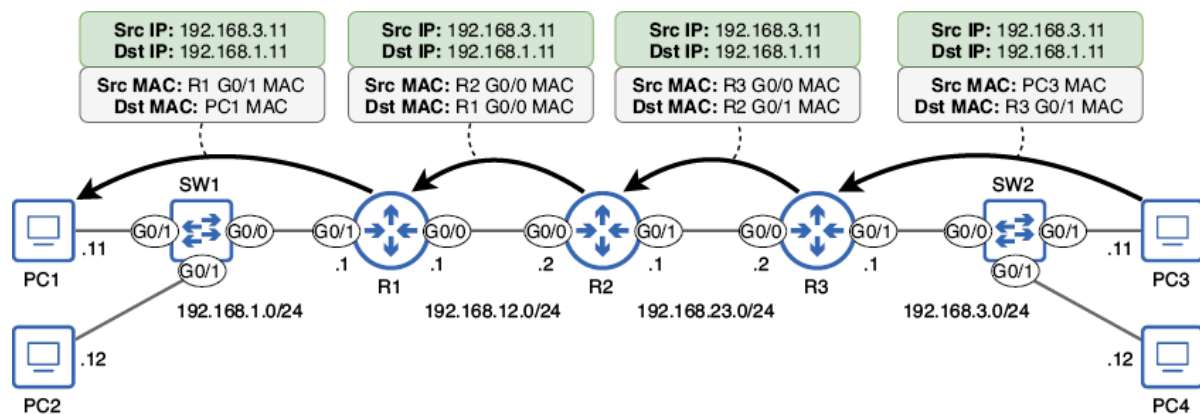 Src IP: 192.168.3.11
Dst IP: 192.168.1.11
Src MAC: R1 G0/1 MAC
Dst MAC: PC1 MAC
Src IP: 192.168.3.11
Dst IP: 192.168.1.11
Src MAC: R2 G0/0 MAC
Dst MAC: R1 G0/0 MAC
Src IP: 192.168.3.11
Dst IP: 192.168.1.11
Src MAC: R3 G0/0 MAC
Dst MAC: R2 G0/1 MAC
Src IP: 192.168.3.11
Dst IP: 192.168.1.11
Src MAC: PC3 MAC
Dst MAC: R3 G0/1 MAC
SW1
SW2
G0/1
G0/0
G0/1
G0/0
G0/0
G0/1
G0/0
G0/1
G0/0
G0/1
.11
G0/1
.1
.1
.2
.1
.2
.1
G0/1
.11
PC1
R1
R2
R3
PC3
192.168.1.0/24
192.168.12.0/24
192.168.23.0/24
192.168.3.0/24
.12
.12
PC2
PC4